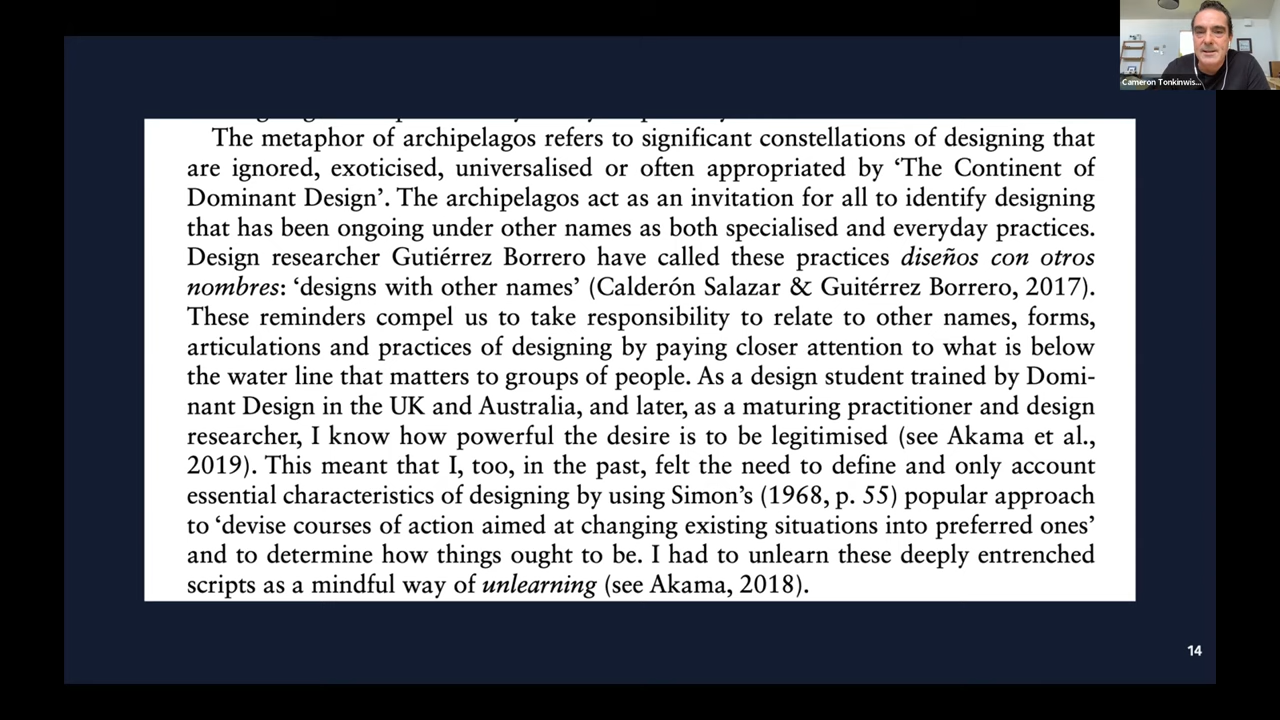 Cameron Tonkinwis...
The metaphor of archipelagos refers to significant constellations of designing that
are ignored, exoticised, universalised or often appropriated by ‘The Continent of
Dominant Design’. The archipelagos act as an invitation for all to identify designing
that has been ongoing under other names as both specialised and everyday practices.
Design researcher Gutiérrez Borrero have called these practices diseños con otros
nombres: ‘designs with other names’ (Calderón Salazar & Guitérrez Borrero, 2017).
These reminders compel us to take responsibility to relate to other names, forms,
articulations and practices of designing by paying closer attention to what is below
the water line that matters to groups of people. As a design student trained by Domi-
nant Design in the UK and Australia, and later, as a maturing practitioner and design
researcher, I know how powerful the desire is to be legitimised (see Akama et al.,
2019). This meant that I, too, in the past, felt the need to define and only account
essential characteristics of designing by using Simon’s (1968, p. 55) popular approach
to ‘devise courses of action aimed at changing existing situations into preferred ones’
and to determine how things ought to be. I had to unlearn these deeply entrenched
scripts as a mindful way of unlearning (see Akama, 2018).
14